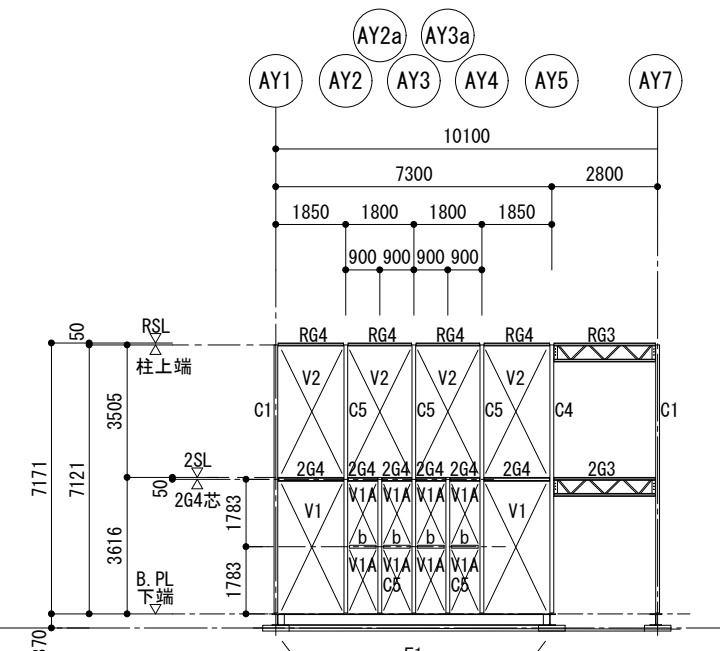 AY2a AY3a
AY1 AY2 AY3 AY4 AY5 AY7
10100
7300 2800
1850 1800 1800 1850
900 900 900 900
50 RSL RG4 RG4 RG4 RG4 RG3
柱上端
V2 V2 V2 V2
3505
C1 C5 C5 C5 C4 C1
7171 7121
2SL 2G4 2G4 2G4 2G4 2G4 2G4 2G3
50 2G4芯
1783 V1 V1A V1A V1A V1A V1
3616
b b b b
1783 V1A V1A V1A V1A
C5 C5
B.PL
下端